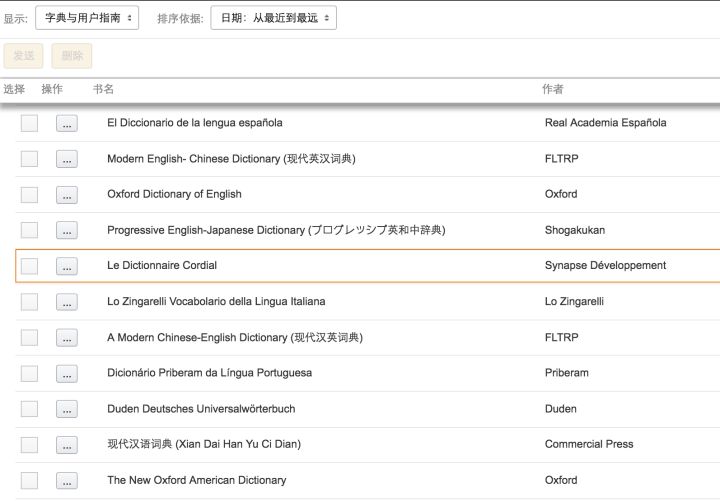 显示: 字典与用户指南 排序依据: 日期: 从最近到最远
发送 删除
选择 操作 书名 作者
... El Diccionario de la lengua española Real Academia Española
... Modern English- Chinese Dictionary (现代英汉词典) FLTRP
... Oxford Dictionary of English Oxford
... Progressive English-Japanese Dictionary (プログレッシブ英和中辞典) Shogakukan
... Le Dictionnaire Cordial Synapse Développement
... Lo Zingarelli Vocabolario della Lingua Italiana Lo Zingarelli
... A Modern Chinese-English Dictionary (现代汉英词典) FLTRP
... Dicionário Priberam da Língua Portuguesa Priberam
... Duden Deutsches Universalwörterbuch Duden
... 现代汉语词典 (Xian Dai Han Yu Ci Dian) Commercial Press
... The New Oxford American Dictionary Oxford